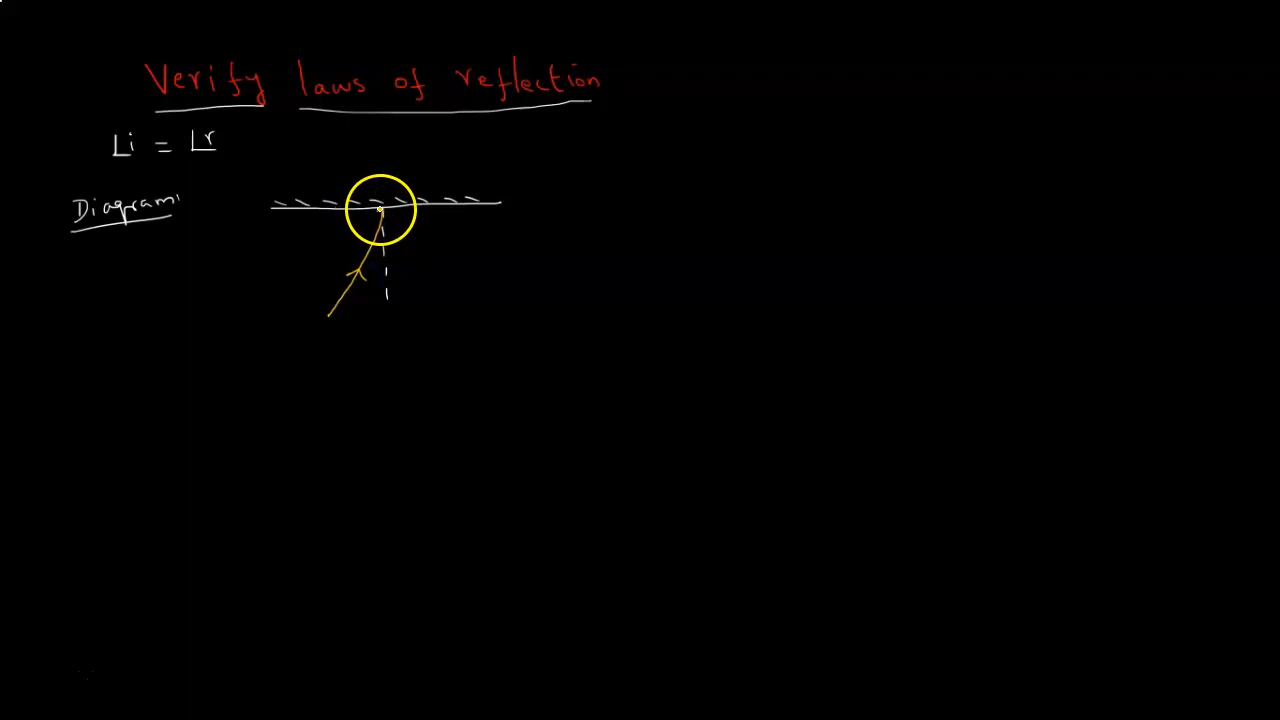 Verify laws of reflection
∠i = ∠r
Diagram: